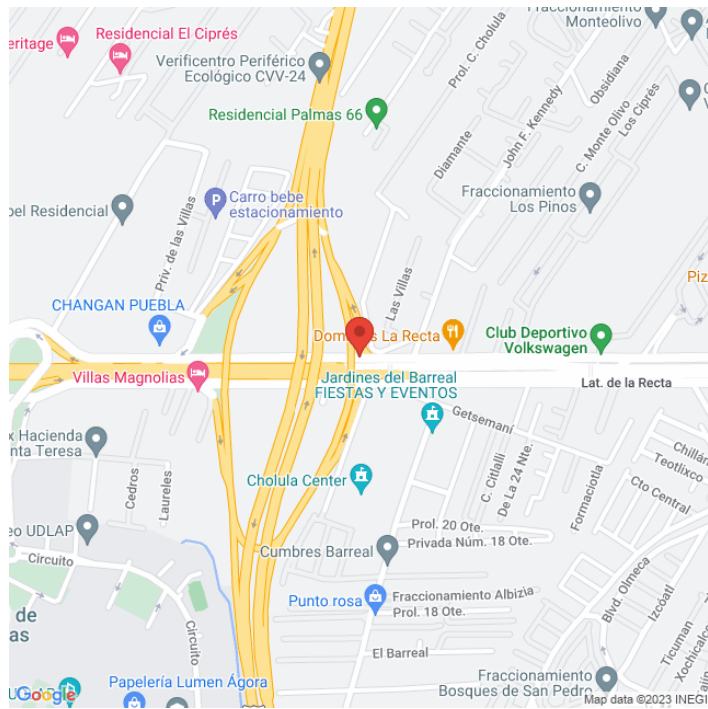 Fraccionamiento
Monteolivo
Residencial El Ciprés
eritage
Verificentro Periférico
Ecológico CVV-24
Prol. C. Cholula
Obsidiana
C. Monte Olivo
Los Ciprés
Residencial Palmas 66
John F. Kennedy
Diamante
Carro bebe
estacionamiento
Fraccionamiento
Los Pinos
bel Residencial
Priv. de las Villas
Las Villas
Piz
CHANGAN PUEBLA
La Recta
Club Deportivo
Volkswagen
Villas Magnolias
Jardines del Barreal
FIESTAS Y EVENTOS
Lat. de la Recta
Getsemaní
x Hacienda
nta Teresa
Cedros
Laureles
Cholula Center
C. Citlalli
De La 24 Nte.
Formaciotla
Chillán
Teotlixco
Cto Central
eo UDLAP
Circuito
Prol. 20 Ote.
Privada Núm. 18 Ote.
Cumbres Barreal
Blvd. Olmeca
Izcóatl
Punto rosa
Fraccionamiento Albizia
Prol. 18 Ote.
de
as
Circuito
Ticuman
Xochicalco
El Barreal
Papelería Lumen Ágora
Fraccionamiento
Bosques de San Pedro
Google
Map data ©2023 INEGI